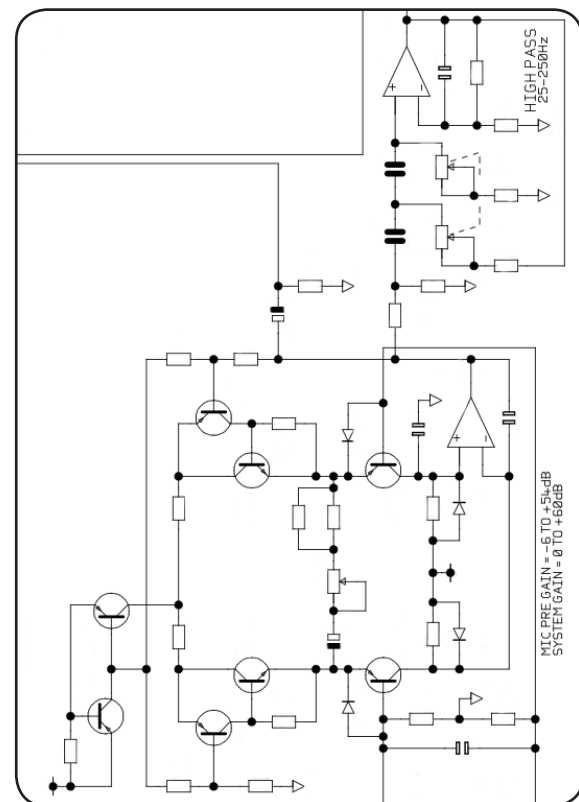 HIGH PASS
25-250Hz
MIC PRE GAIN = -6 TO +54dB
SYSTEM GAIN = 0 TO +60dB
+
-
+
-